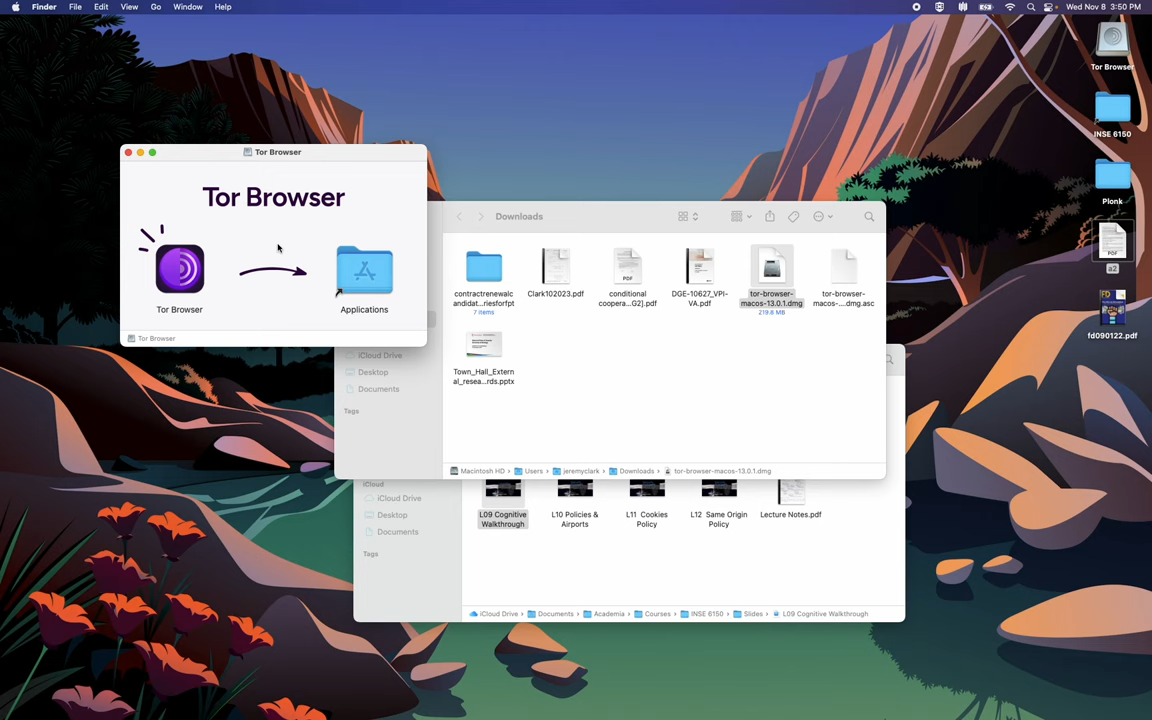 Finder File Edit View Go Window Help
Wed Nov 8 3:50 PM
Tor Browser
Tor Browser
Tor Browser
Applications
Tor Browser
Downloads
contractrenewalc
andidat...riesforfpt
7 items
Clark102023.pdf
conditional
coopera...G2].pdf
DGE-10627_VPI-
VA.pdf
tor-browser-
macos-13.0.1.dmg
219.8 MB
tor-browser-
macos-....dmg.asc
Town_Hall_Extern
al_resea...rds.pptx
iCloud Drive
Desktop
Documents
Tags
Macintosh HD › Users › jeremyclark › Downloads › tor-browser-macos-13.0.1.dmg
iCloud
iCloud Drive
Desktop
Documents
Tags
L09 Cognitive
Walkthrough
L10 Policies &
Airports
L11 Cookies
Policy
L12 Same Origin
Policy
Lecture Notes.pdf
iCloud Drive › Documents › Academia › Courses › INSE 6150 › Slides › L09 Cognitive Walkthrough
Tor Browser
INSE 6150
Plonk
PDF
a2
FD
fd090122.pdf